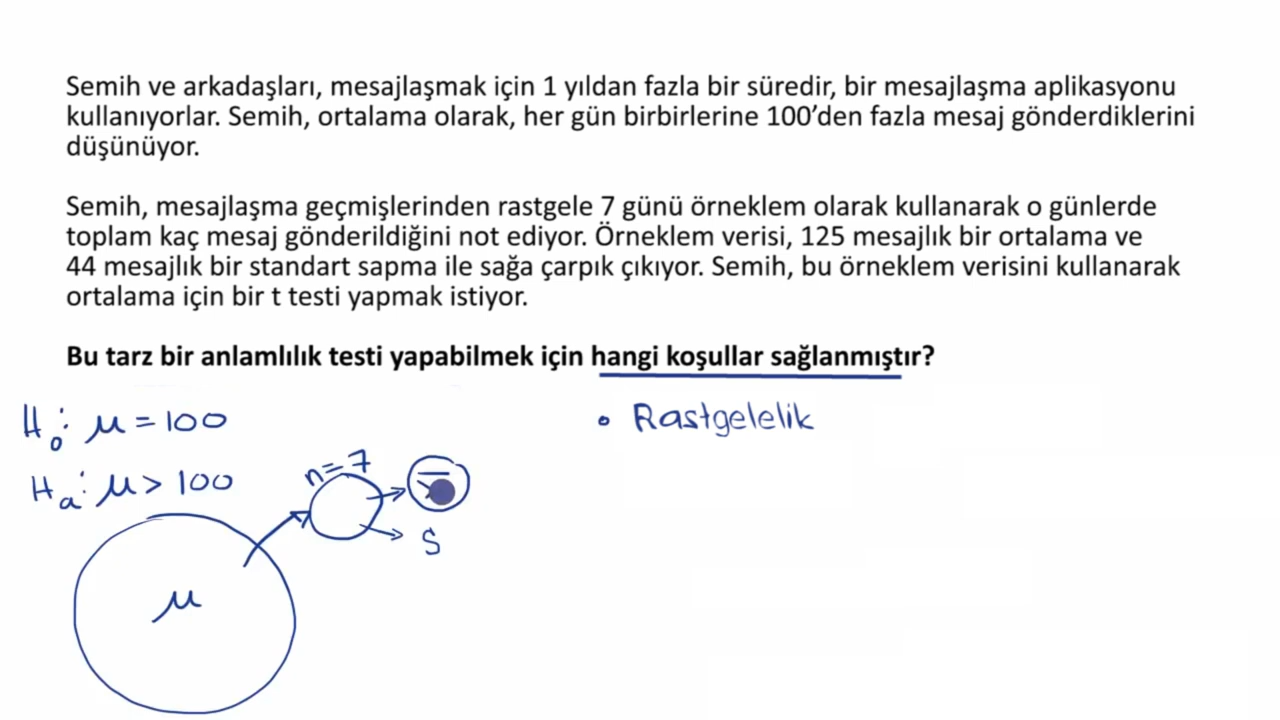 Semih ve arkadaşları, mesajlaşmak için 1 yıldan fazla bir süredir, bir mesajlaşma aplikasyonu
kullanıyorlar. Semih, ortalama olarak, her gün birbirlerine 100’den fazla mesaj gönderdiklerini
düşünüyor.
Semih, mesajlaşma geçmişlerinden rastgele 7 günü örneklem olarak kullanarak o günlerde
toplam kaç mesaj gönderildiğini not ediyor. Örneklem verisi, 125 mesajlık bir ortalama ve
44 mesajlık bir standart sapma ile sağa çarpık çıkıyor. Semih, bu örneklem verisini kullanarak
ortalama için bir t testi yapmak istiyor.
Bu tarz bir anlamlılık testi yapabilmek için hangi koşullar sağlanmıştır?
H₀: μ = 100
• Rastgelelik
Hₐ: μ > 100
n=7
S
μ